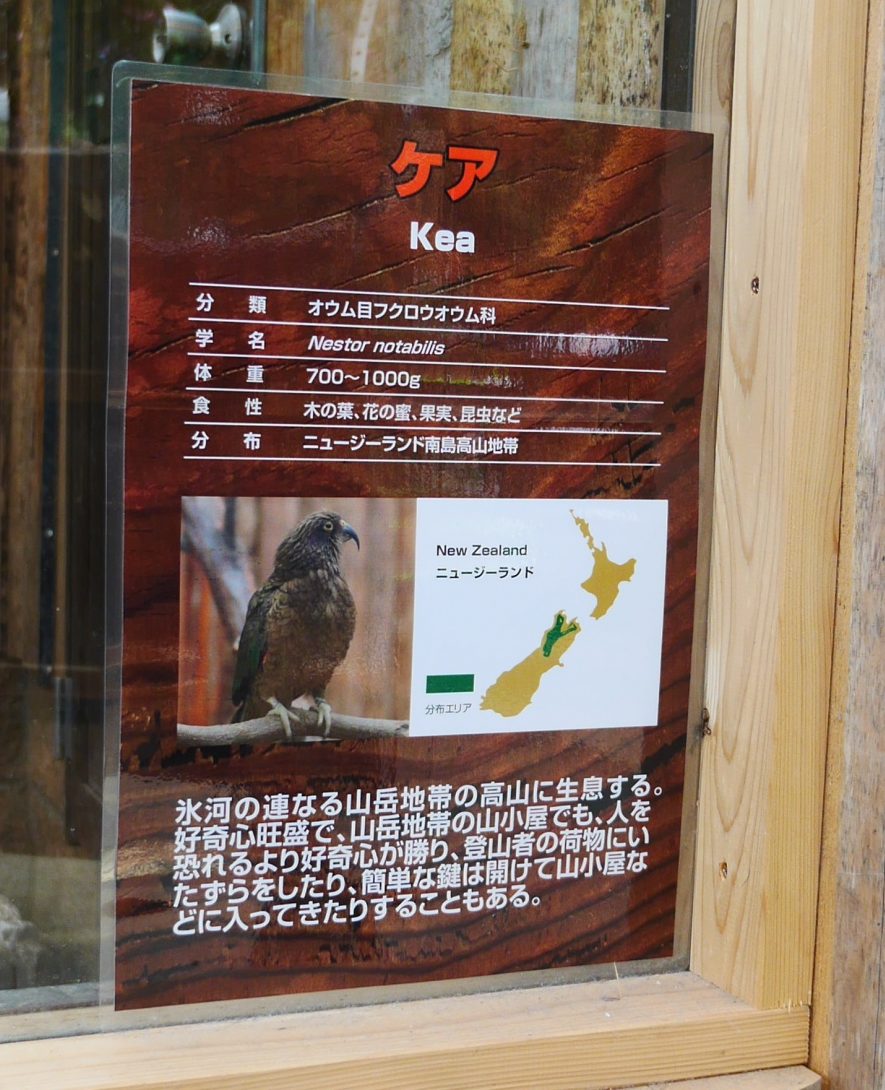 ケア
Kea
分類 オウム目フクロウオウム科
学名 Nestor notabilis
体重 700〜1000g
食性 木の葉、花の蜜、果実、昆虫など
分布 ニュージーランド南島高山地帯
New Zealand
ニュージーランド
分布エリア
氷河の連なる山岳地帯の高山に生息する。
好奇心旺盛で、山岳地帯の山小屋でも、人を
恐れるより好奇心が勝り、登山者の荷物にい
たずらをしたり、簡単な鍵は開けて山小屋な
どに入ってきたりすることもある。